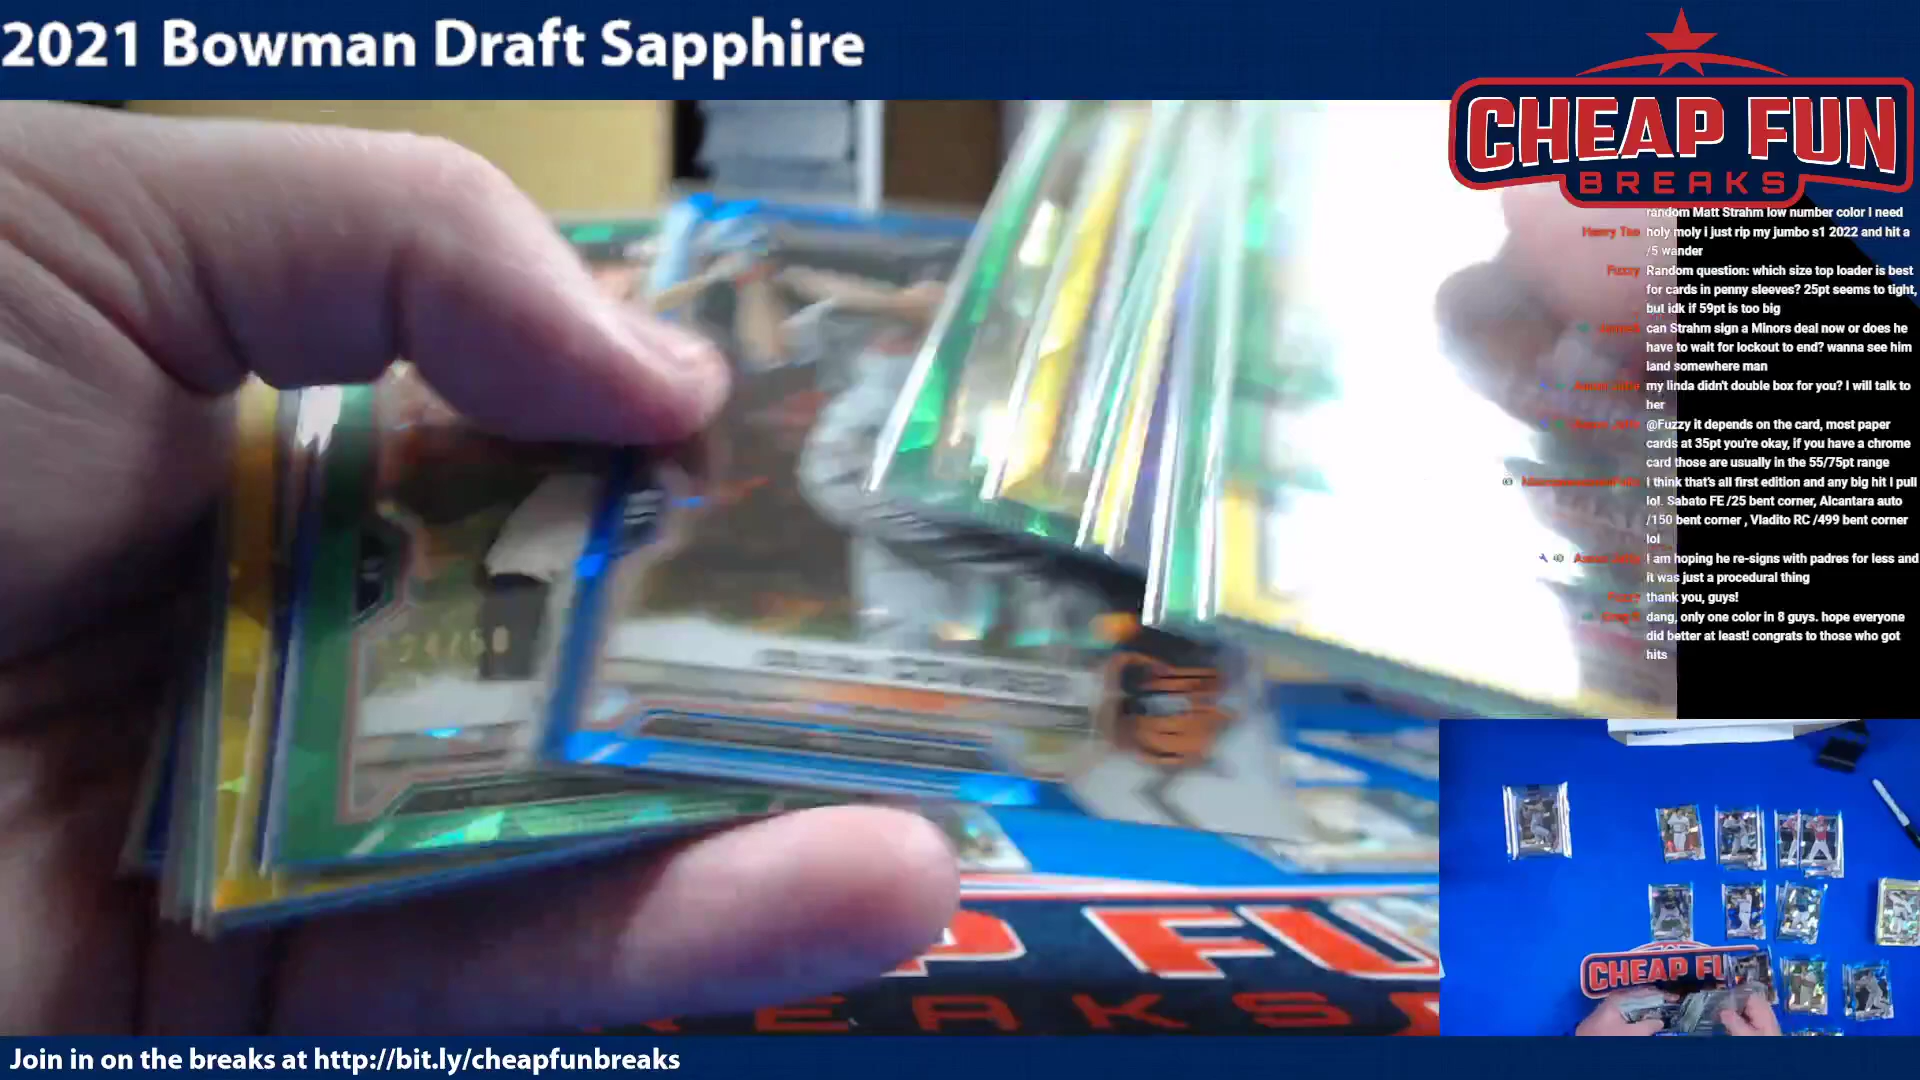 2021 Bowman Draft Sapphire
CHEAP FUN
BREAKS
random Matt Strahm low number color I need
Henry Tso holy moly i just rip my jumbo s1 2022 and hit a
/5 wander
Fuzzy Random question: which size top loader is best
for cards in penny sleeves? 25pt seems to tight,
but idk if 59pt is too big
can Strahm sign a Minors deal now or does he
have to wait for lockout to end? wanna see him
land somewhere man
my linda didn't double box for you? I will talk to
her
@Fuzzy it depends on the card, most paper
cards at 35pt you're okay, if you have a chrome
card those are usually in the 55/75pt range
I think that's all first edition and any big hit I pull
lol. Sabato FE /25 bent corner, Alcantara auto
/150 bent corner , Vladito RC /499 bent corner
lol
I am hoping he re-signs with padres for less and
it was just a procedural thing
Fuzzy thank you, guys!
dang, only one color in 8 guys. hope everyone
did better at least! congrats to those who got
hits
P FU
EAKS
CHEAP FU
Join in on the breaks at http://bit.ly/cheapfunbreaks